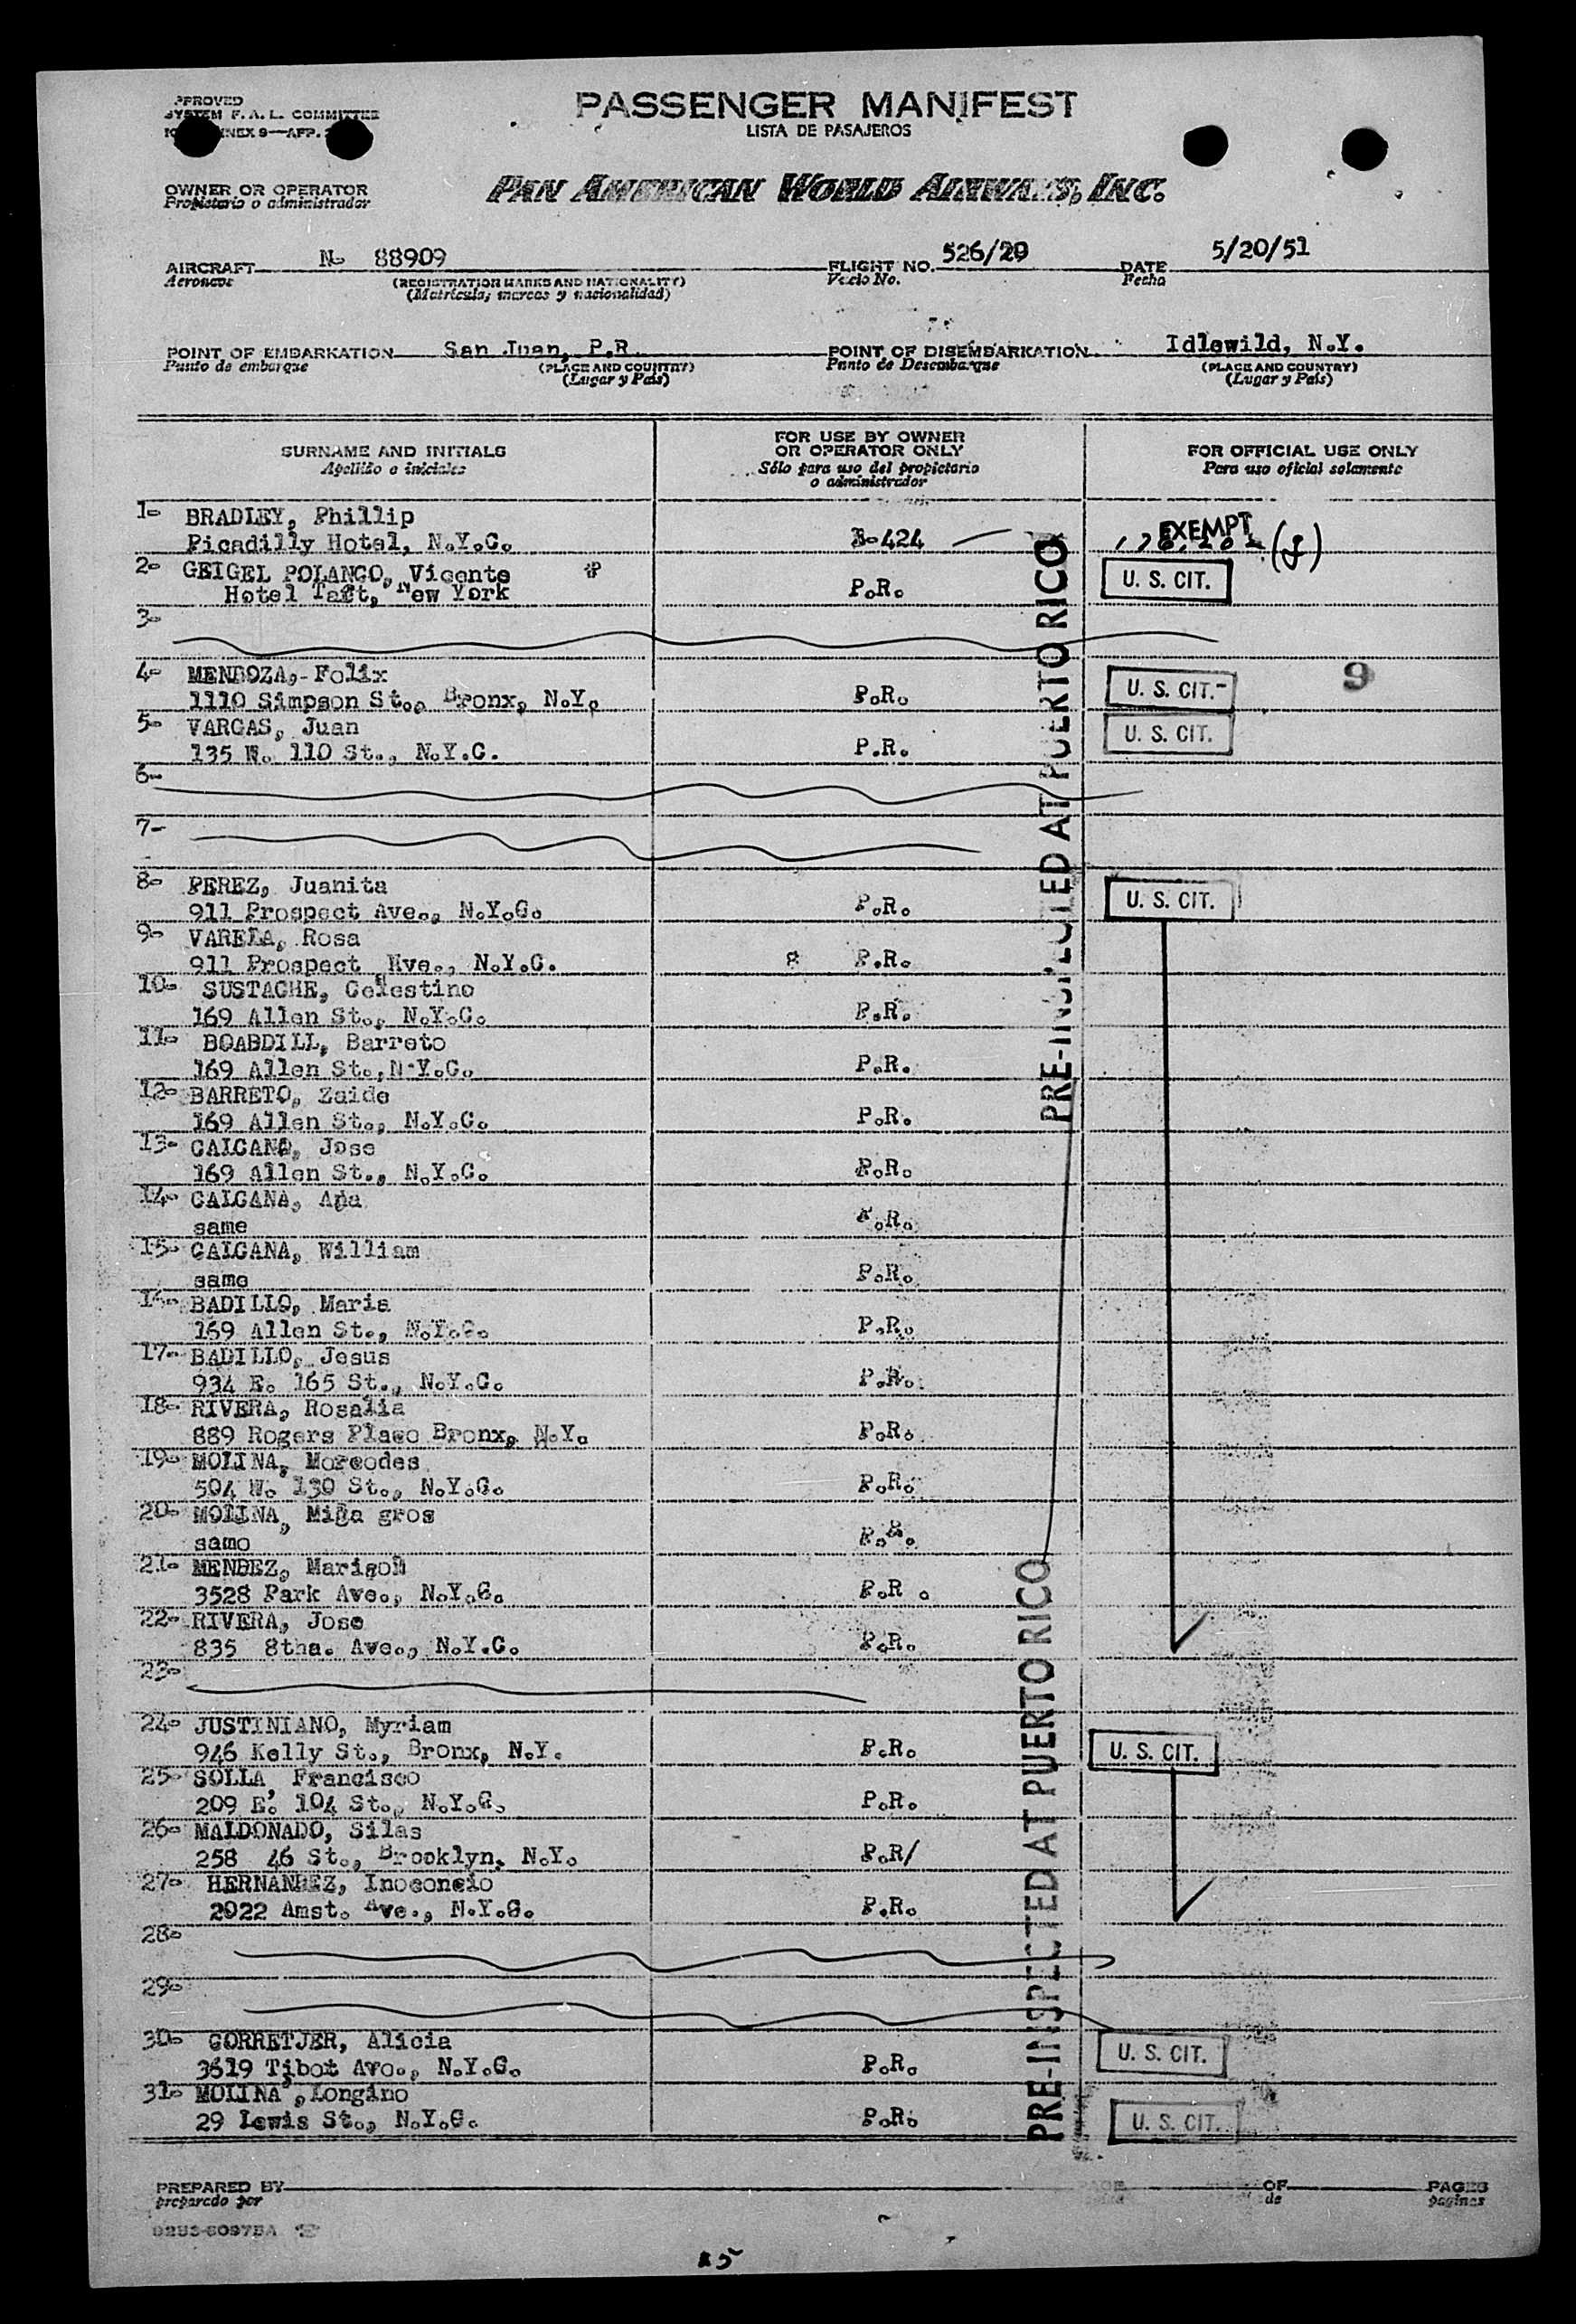 PPROVED
SYSTEM F. A. L. COMMITTEE
NEX 9—APP.
PASSENGER MANIFEST
LISTA DE PASAJEROS
OWNER OR OPERATOR
Propietario o administrador
PAN AMERICAN WORLD AIRWAYS, INC.
AIRCRAFT N 88909 FLIGHT NO. 526/20 DATE 5/20/51
Aeronave (REGISTRATION MARKS AND NATIONALITY) Vuelo No. Fecha
(Matrícula, marcas y nacionalidad)
POINT OF EMBARKATION San Juan, P.R. POINT OF DISEMBARKATION Idlewild, N.Y.
Punto de embarque (PLACE AND COUNTRY) Punto de Desembarque (PLACE AND COUNTRY)
(Lugar y País) (Lugar y País)
SURNAME AND INITIALS FOR USE BY OWNER OR OPERATOR ONLY FOR OFFICIAL USE ONLY
Apellido e iniciales Sólo para uso del propietario o administrador Para uso oficial solamente
1- BRADLEY, Phillip EXEMPT
Picadilly Hotel, N.Y.C. B-424 (J)
2- GEIGEL POLANCO, Vicente U. S. CIT.
Hotel Taft, New York P.R.
3-
4- MENDOZA,- Felix
1110 Simpson St., Bronx, N.Y. P.R. U. S. CIT.- 9
5- VARGAS, Juan U. S. CIT.
135 W. 110 St., N.Y.C. P.R.
6-
7-
8- PEREZ, Juanita
911 Prospect Ave., N.Y.C. P.R. U. S. CIT.
9- VARELA, Rosa
911 Prospect Ave., N.Y.C. P.R.
10- SUSTACHE, Celestino
169 Allen St., N.Y.C. P.R.
11- BOABDILL, Barreto
169 Allen St., N.Y.C. P.R.
12- BARRETO, Zaide
169 Allen St., N.Y.C. P.R.
13- CALCANA, Jose
169 Allen St., N.Y.C. P.R.
14- CALCANA, Ana
same P.R.
15- CALCANA, William
same P.R.
16- BADILLO, Maria
169 Allen St., N.Y.C. P.R.
17- BADILLO, Jesus
934 E. 165 St., N.Y.C. P.R.
18- RIVERA, Rosalia
889 Rogers Place Bronx, N.Y. P.R.
19- MOLINA, Mercedes
504 W. 130 St., N.Y.C. P.R.
20- MOLINA, Mila gros
same P.R.
21- MENDEZ, Marisol
3528 Park Ave., N.Y.C. P.R.
22- RIVERA, Jose
835 8tha. Ave., N.Y.C. P.R.
23-
24- JUSTINIANO, Myriam
946 Kelly St., Bronx, N.Y. P.R. U. S. CIT.
25- SOLLA, Francisco
209 E. 104 St., N.Y.C. P.R.
26- MALDONADO, Silas
258 46 St., Brooklyn, N.Y. P.R/
27- HERNANDEZ, Inocencio
2022 Amst. Ave., N.Y.C. P.R.
28-
29-
30- CORRETJER, Alicia
3619 Tibot Ave., N.Y.C. P.R. U. S. CIT.
31- MOLINA, Longino
29 Lewis St., N.Y.C. P.R. U. S. CIT.
PRE-INSPECTED AT PUERTO RICO
PRE-INSPECTED AT PUERTO RICO
PREPARED BY PAGE OF PAGES
preparado por de paginas
25